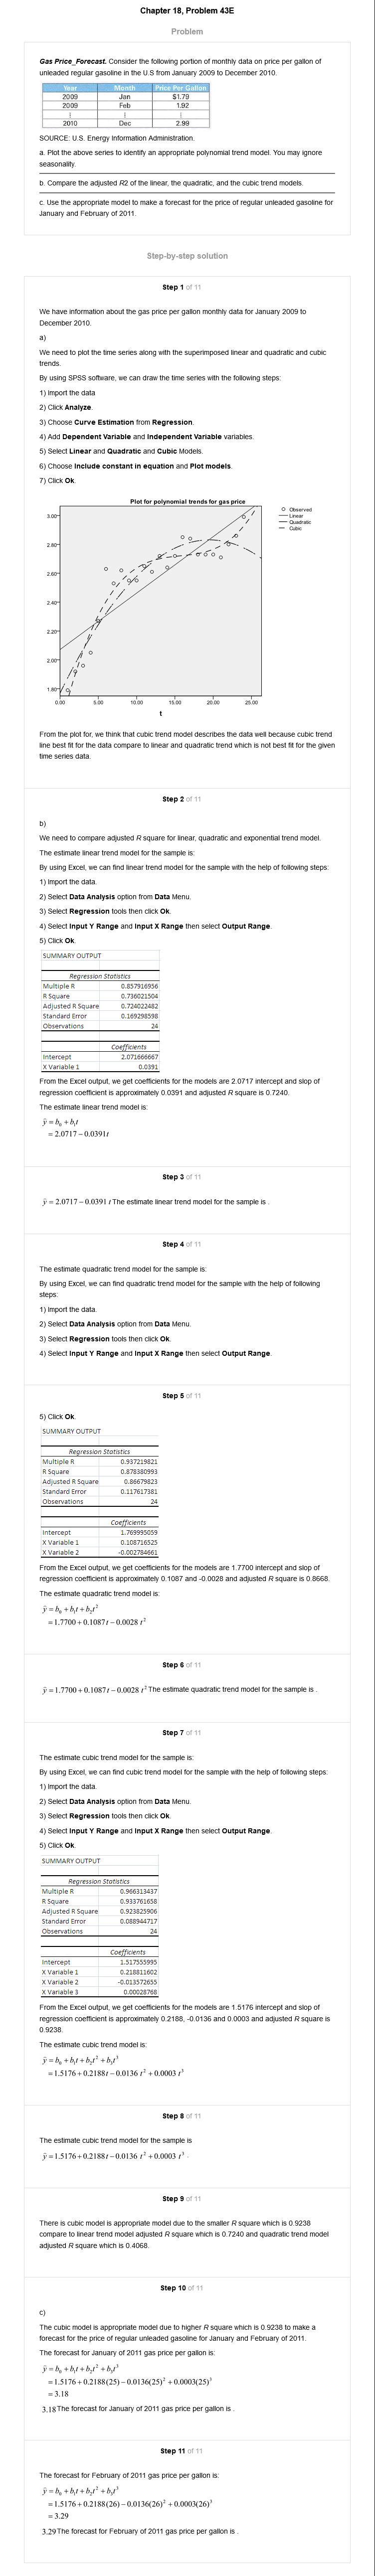 Chapter 18, Problem 43E
Problem
Gas Price_Forecast. Consider the following portion of monthly data on price per gallon of
unleaded regular gasoline in the U.S from January 2009 to December 2010.
Year Month Price Per Gallon
2009 Jan $1.79
2009 Feb 1.92
| | |
2010 Dec 2.99
SOURCE: U.S. Energy Information Administration.
a. Plot the above series to identify an appropriate polynomial trend model. You may ignore
seasonality.
b. Compare the adjusted R2 of the linear, the quadratic, and the cubic trend models.
c. Use the appropriate model to make a forecast for the price of regular unleaded gasoline for
January and February of 2011.
Step-by-step solution
Step 1 of 11
We have information about the gas price per gallon monthly data for January 2009 to
December 2010.
a)
We need to plot the time series along with the superimposed linear and quadratic and cubic
trends.
By using SPSS software, we can draw the time series with the following steps:
1) Import the data
2) Click Analyze.
3) Choose Curve Estimation from Regression.
4) Add Dependent Variable and Independent Variable variables.
5) Select Linear and Quadratic and Cubic Models.
6) Choose Include constant in equation and Plot models.
7) Click Ok.
Plot for polynomial trends for gas price
Observed
Linear
Quadratic
Cubic
3.00
2.80
2.60
2.40
2.20
2.00
1.80
0.00 5.00 10.00 15.00 20.00 25.00
t
From the plot for, we think that cubic trend model describes the data well because cubic trend
line best fit for the data compare to linear and quadratic trend which is not best fit for the given
time series data.
Step 2 of 11
b)
We need to compare adjusted R square for linear, quadratic and exponential trend model.
The estimate linear trend model for the sample is:
By using Excel, we can find linear trend model for the sample with the help of following steps:
1) Import the data.
2) Select Data Analysis option from Data Menu.
3) Select Regression tools then click Ok.
4) Select Input Y Range and Input X Range then select Output Range.
5) Click Ok.
SUMMARY OUTPUT
Regression Statistics
Multiple R 0.857916956
R Square 0.736021504
Adjusted R Square 0.724022482
Standard Error 0.169298598
Observations 24
Coefficients
Intercept 2.071666667
X Variable 1 0.0391
From the Excel output, we get coefficients for the models are 2.0717 intercept and slop of
regression coefficient is approximately 0.0391 and adjusted R square is 0.7240.
The estimate linear trend model is:
ŷ = b₀ + b₁t
= 2.0717 − 0.0391t
Step 3 of 11
ŷ = 2.0717 − 0.0391 t The estimate linear trend model for the sample is .
Step 4 of 11
The estimate quadratic trend model for the sample is:
By using Excel, we can find quadratic trend model for the sample with the help of following
steps:
1) Import the data.
2) Select Data Analysis option from Data Menu.
3) Select Regression tools then click Ok.
4) Select Input Y Range and Input X Range then select Output Range.
Step 5 of 11
5) Click Ok.
SUMMARY OUTPUT
Regression Statistics
Multiple R 0.937219821
R Square 0.878380993
Adjusted R Square 0.86679823
Standard Error 0.117617381
Observations 24
Coefficients
Intercept 1.769995059
X Variable 1 0.108716525
X Variable 2 -0.002784661
From the Excel output, we get coefficients for the models are 1.7700 intercept and slop of
regression coefficient is approximately 0.1087 and -0.0028 and adjusted R square is 0.8668.
The estimate quadratic trend model is:
ŷ = b₀ + b₁t + b₂t²
= 1.7700 + 0.1087 t − 0.0028 t²
Step 6 of 11
ŷ = 1.7700 + 0.1087 t − 0.0028 t² The estimate quadratic trend model for the sample is .
Step 7 of 11
The estimate cubic trend model for the sample is:
By using Excel, we can find cubic trend model for the sample with the help of following steps:
1) Import the data.
2) Select Data Analysis option from Data Menu.
3) Select Regression tools then click Ok.
4) Select Input Y Range and Input X Range then select Output Range.
5) Click Ok.
SUMMARY OUTPUT
Regression Statistics
Multiple R 0.966313437
R Square 0.933761658
Adjusted R Square 0.923825906
Standard Error 0.088944717
Observations 24
Coefficients
Intercept 1.517555995
X Variable 1 0.218811602
X Variable 2 -0.013572655
X Variable 3 0.00028768
From the Excel output, we get coefficients for the models are 1.5176 intercept and slop of
regression coefficient is approximately 0.2188, -0.0136 and 0.0003 and adjusted R square is
0.9238.
The estimate cubic trend model is:
ŷ = b₀ + b₁t + b₂t² + b₃t³
= 1.5176 + 0.2188t − 0.0136 t² + 0.0003 t³
Step 8 of 11
The estimate cubic trend model for the sample is
ŷ = 1.5176 + 0.2188t − 0.0136 t² + 0.0003 t³ .
Step 9 of 11
There is cubic model is appropriate model due to the smaller R square which is 0.9238
compare to linear trend model adjusted R square which is 0.7240 and quadratic trend model
adjusted R square which is 0.4068.
Step 10 of 11
c)
The cubic model is appropriate model due to higher R square which is 0.9238 to make a
forecast for the price of regular unleaded gasoline for January and February of 2011.
The forecast for January of 2011 gas price per gallon is:
ŷ = b₀ + b₁t + b₂t² + b₃t³
= 1.5176 + 0.2188(25) − 0.0136(25)² + 0.0003(25)³
= 3.18
3.18 The forecast for January of 2011 gas price per gallon is .
Step 11 of 11
The forecast for February of 2011 gas price per gallon is:
ŷ = b₀ + b₁t + b₂t² + b₃t³
= 1.5176 + 0.2188(26) − 0.0136(26)² + 0.0003(26)³
= 3.29
3.29 The forecast for February of 2011 gas price per gallon is .